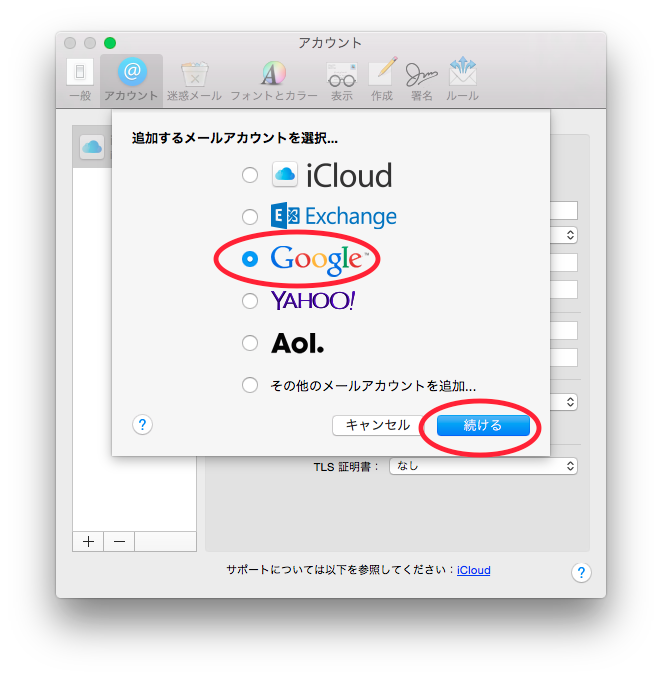 アカウント
一般 アカウント 迷惑メール フォントとカラー 表示 作成 署名 ルール
追加するメールアカウントを選択...
iCloud
E Exchange
Google™
YAHOO!
Aol.
その他のメールアカウントを追加...
? キャンセル 続ける
TLS 証明書： なし
+ −
サポートについては以下を参照してください：iCloud ?